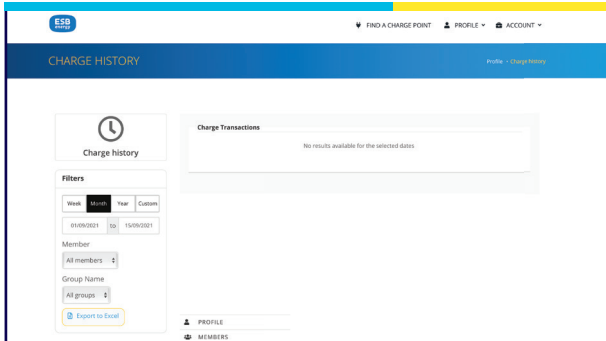 ESB
energy
FIND A CHARGE POINT
PROFILE
ACCOUNT
CHARGE HISTORY
Profile > Charge history
Charge history
Charge Transactions
No results available for the selected dates
Filters
Week Month Year Custom
01/09/2021 to 15/09/2021
Member
All members
Group Name
All groups
Export to Excel
PROFILE
MEMBERS